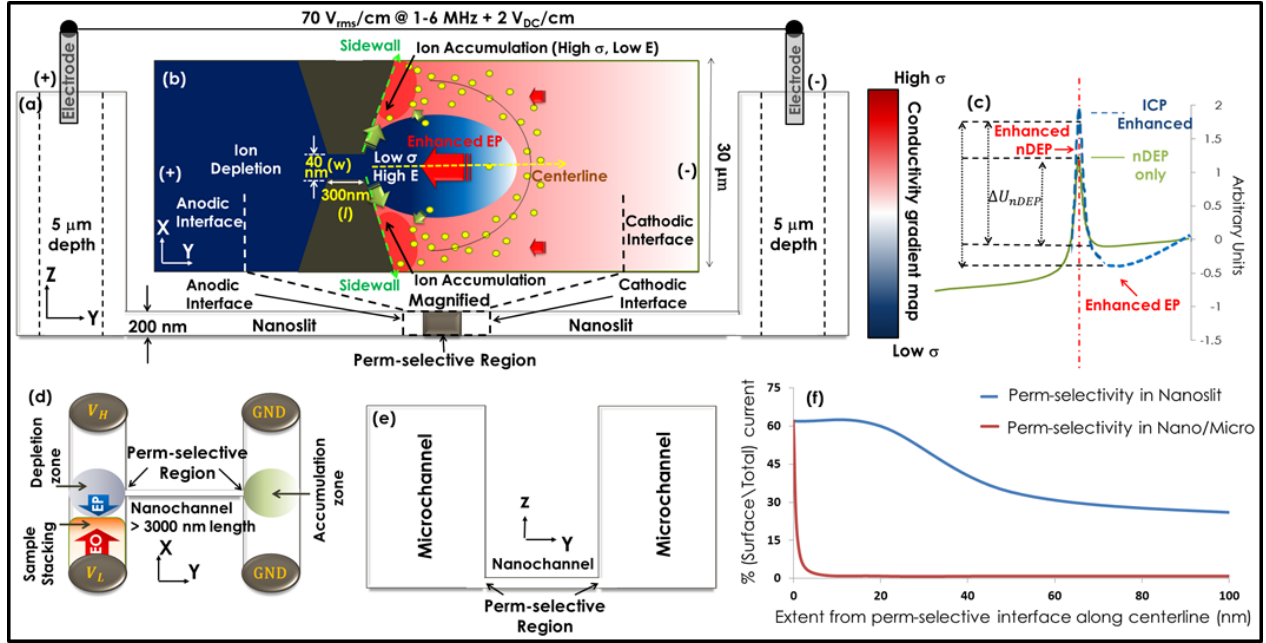 70 Vrms/cm @ 1-6 MHz + 2 VDC/cm
Sidewall
Ion Accumulation (High σ, Low E)
(+)
(a)
Electrode
(b)
Enhanced EP
40 nm (w)
Low σ
High E
Ion
Depletion
(+)
300nm
(l)
Centerline
(-)
30 μm
Anodic
Interface
Cathodic
Interface
X
Y
Sidewall
Ion Accumulation
Electrode
(-)
5 μm
depth
5 μm
depth
Z
Y
Anodic
Interface
Magnified
Cathodic
Interface
200 nm
Nanoslit
Nanoslit
Perm-selective Region
High σ
Conductivity gradient map
Low σ
(c)
ICP
Enhanced
Enhanced
nDEP
nDEP
only
ΔUnDEP
Enhanced EP
2
1.5
1
0.5
0
-0.5
-1
-1.5
Arbitrary Units
(d)
VH
GND
Depletion
zone
Perm-selective
Region
EP
Nanochannel
> 3000 nm length
Accumulation
zone
Sample
Stacking
EO
X
Y
VL
GND
(e)
Microchannel
Microchannel
Z
Y
Nanochannel
Perm-selective
Region
(f)
Perm-selectivity in Nanoslit
Perm-selectivity in Nano/Micro
% (Surface\Total) current
75
60
45
30
15
0
0 20 40 60 80 100
Extent from perm-selective interface along centerline (nm)